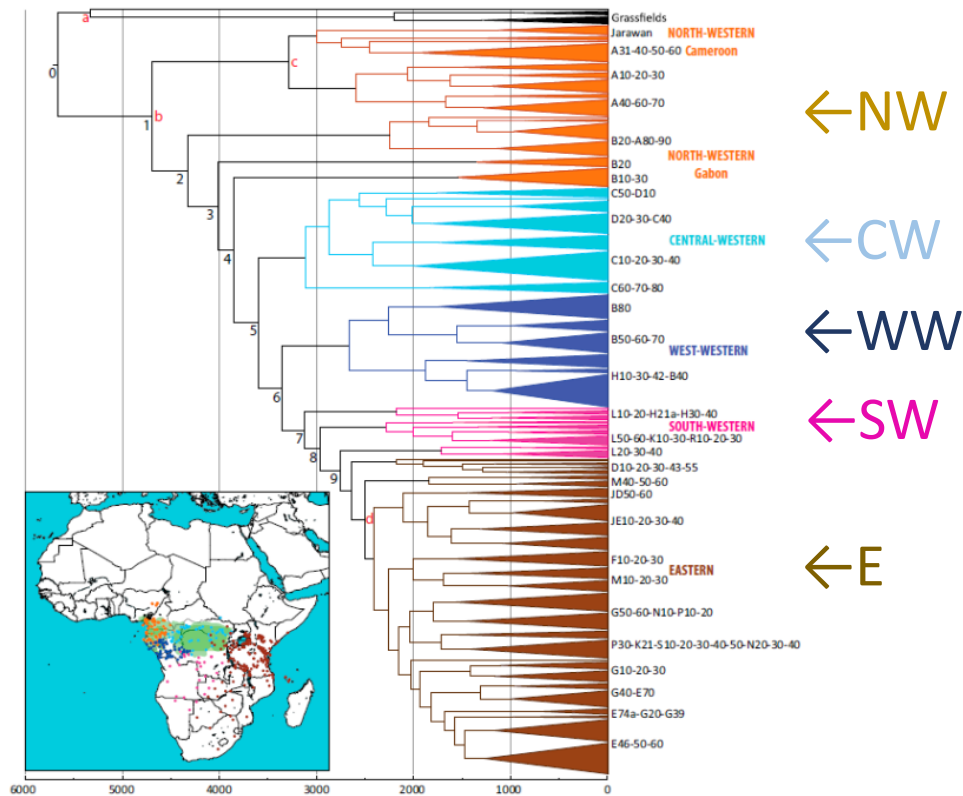 a
Grassfields
Jarawan
NORTH-WESTERN
Cameroon
A31-40-50-60
c
0
A10-20-30
A40-60-70
←NW
b
1
B20-A80-90
NORTH-WESTERN
Gabon
B20
2
B10-30
C50-D10
3
D20-30-C40
CENTRAL-WESTERN
←CW
4
C10-20-30-40
C60-70-80
B80
5
←WW
B50-60-70
WEST-WESTERN
H10-30-42-B40
6
L10-20-H21a-H30-40
←SW
SOUTH-WESTERN
7
L50-60-K10-30-R10-20-30
L20-30-40
8
D10-20-30-43-55
9
M40-50-60
JD50-60
d
JE10-20-30-40
F10-20-30
EASTERN
←E
M10-20-30
G50-60-N10-P10-20
P30-K21-S10-20-30-40-50-N20-30-40
G10-20-30
G40-E70
E74a-G20-G39
E46-50-60
6000 5000 4000 3000 2000 1000 0